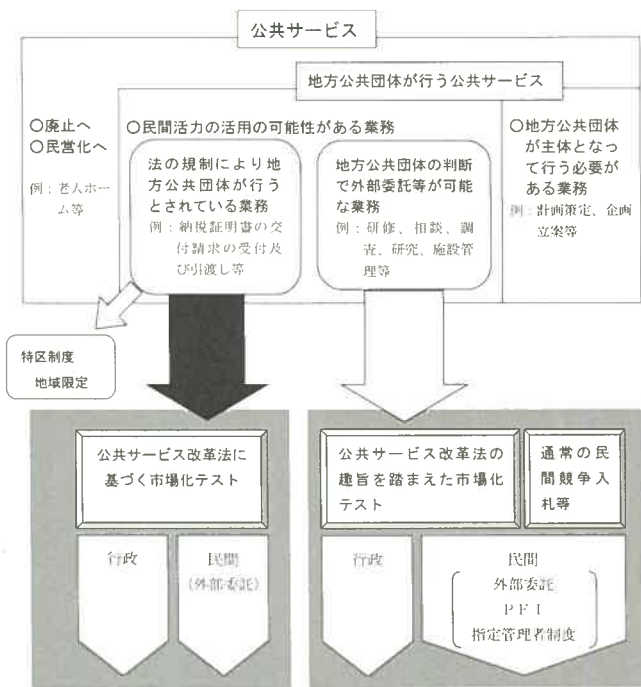 公共サービス
地方公共団体が行う公共サービス
〇廃止へ
〇民営化へ
例：老人ホー
ム等
〇民間活力の活用の可能性がある業務
法の規制により地
方公共団体が行う
とされている業務
例：納税証明書の交
付請求の受付及
び引渡し等
地方公共団体の判断
で外部委託等が可能
な業務
例：研修、相談、調
査、研究、施設管
理等
〇地方公共団体
が主体となっ
て行う必要が
ある業務
例：計画策定、企画
立案等
特区制度
地域限定
公共サービス改革法に
基づく市場化テスト
行政
民間
（外部委託）
公共サービス改革法の
趣旨を踏まえた市場化
テスト
通常の民
間競争入
札等
行政
民間
外部委託
ＰＦＩ
指定管理者制度